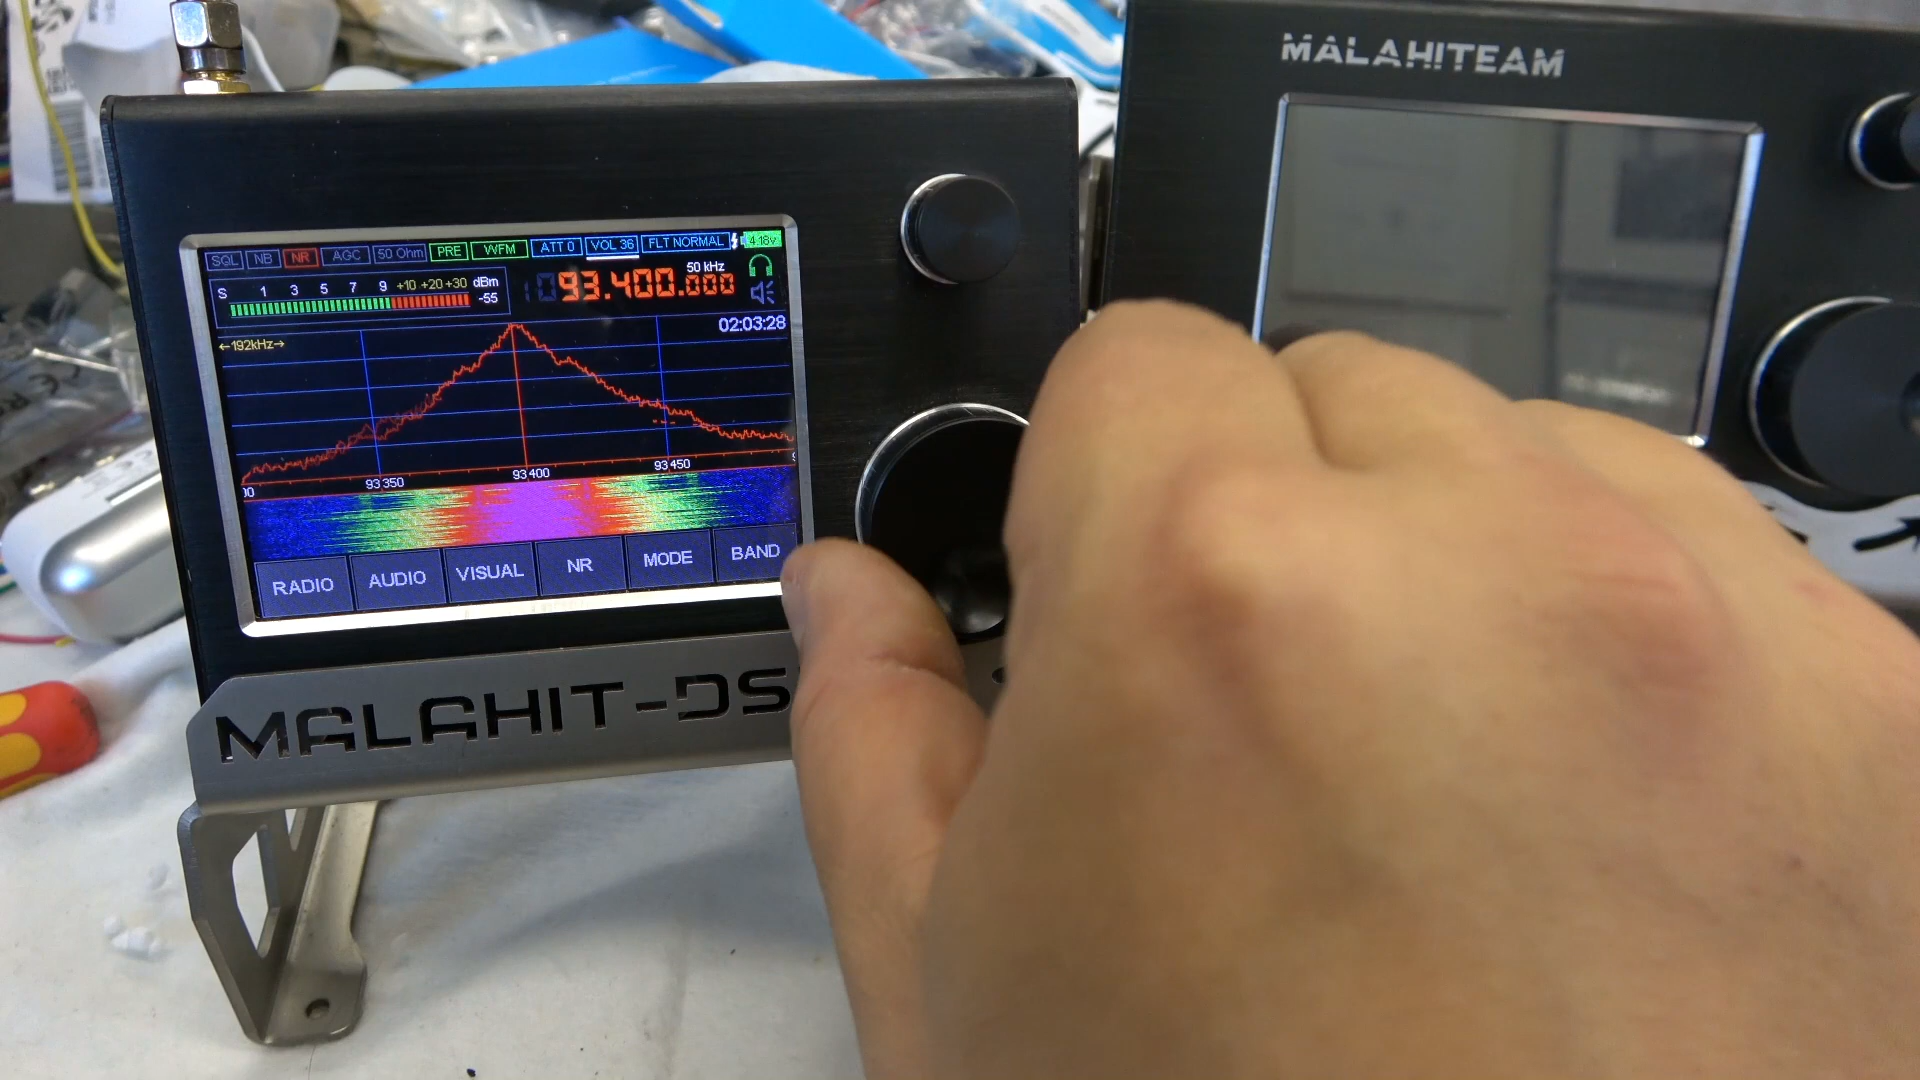 MALAHITEAM
SQL NB NR AGC 50 Ohm PRE WFM ATT 0 VOL 36 FLT NORMAL 4.18v
S 1 3 5 7 9 +10 +20 +30 dBm
-55
50 kHz
93.400.000
02:03:28
←192kHz→
00 93 350 93 400 93 450
RADIO AUDIO VISUAL NR MODE BAND
MALAHIT-DS